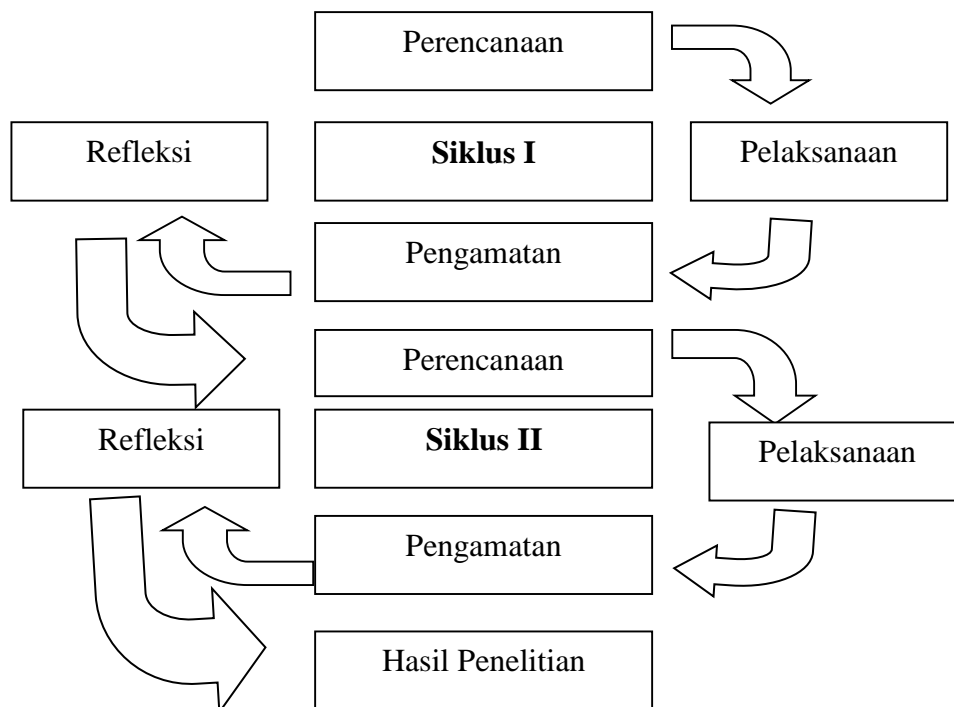 Perencanaan
Refleksi
Siklus I
Pelaksanaan
Pengamatan
Perencanaan
Refleksi
Siklus II
Pelaksanaan
Pengamatan
Hasil Penelitian